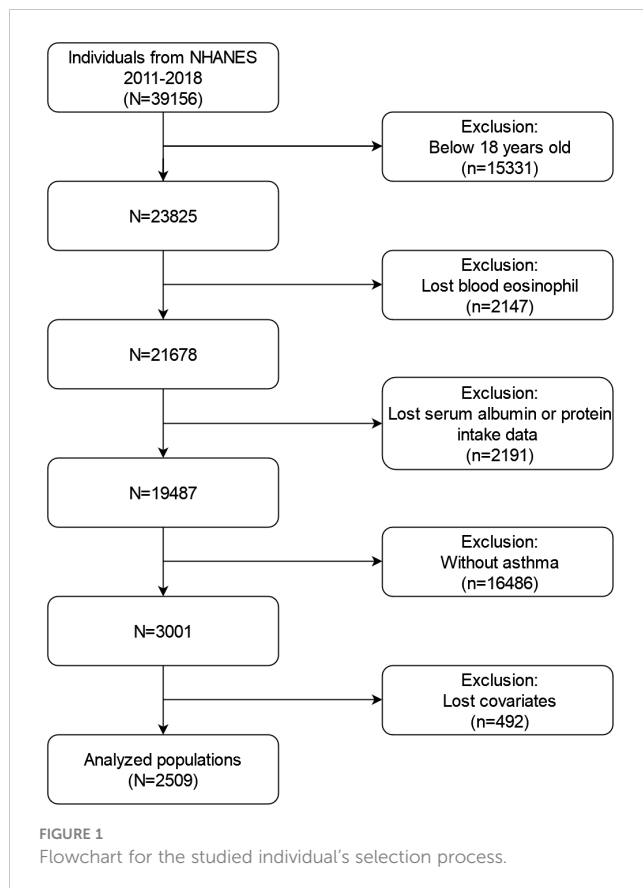 Individuals from NHANES
2011-2018
(N=39156)
Exclusion:
Below 18 years old
(n=15331)
N=23825
Exclusion:
Lost blood eosinophil
(n=2147)
N=21678
Exclusion:
Lost serum albumin or protein
intake data
(n=2191)
N=19487
Exclusion:
Without asthma
(n=16486)
N=3001
Exclusion:
Lost covariates
(n=492)
Analyzed populations
(N=2509)
FIGURE 1
Flowchart for the studied individual's selection process.